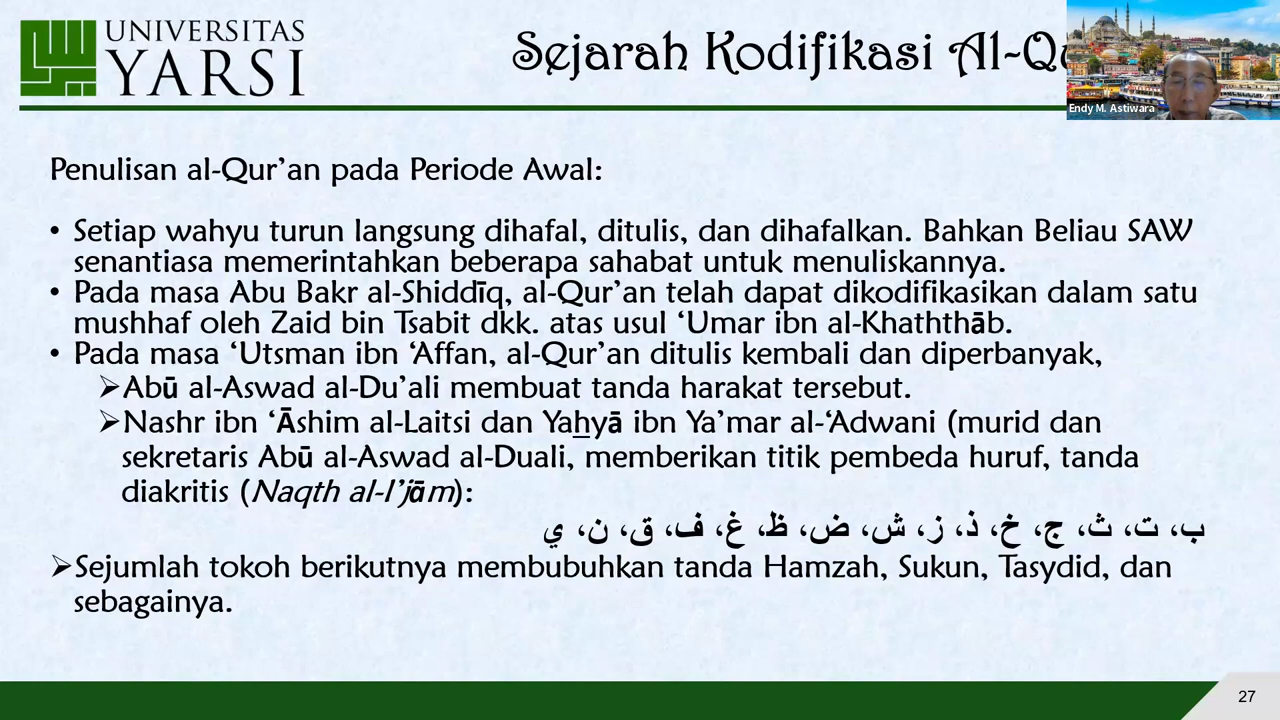 UNIVERSITAS
YARSI
Sejarah Kodifikasi
Endy M. Astiwara
Penulisan al-Qur’an pada Periode Awal:
• Setiap wahyu turun langsung dihafal, ditulis, dan dihafalkan. Bahkan Beliau SAW
senantiasa memerintahkan beberapa sahabat untuk menuliskannya.
• Pada masa Abu Bakr al-Shiddīq, al-Qur’an telah dapat dikodifikasikan dalam satu
mushhaf oleh Zaid bin Tsabit dkk. atas usul ‘Umar ibn al-Khaththāb.
• Pada masa ‘Utsman ibn ‘Affan, al-Qur’an ditulis kembali dan diperbanyak,
➢Abū al-Aswad al-Du’ali membuat tanda harakat tersebut.
➢Nashr ibn ‘Āshim al-Laitsi dan Yahyā ibn Ya’mar al-‘Adwani (murid dan
sekretaris Abū al-Aswad al-Duali, memberikan titik pembeda huruf, tanda
diakritis (Naqth al-I’jām):
ب، ت، ث، ج، خ، ذ، ز، ش، ض، ظ، غ، ف، ق، ن، ي
➢Sejumlah tokoh berikutnya membubuhkan tanda Hamzah, Sukun, Tasydid, dan
sebagainya.
27